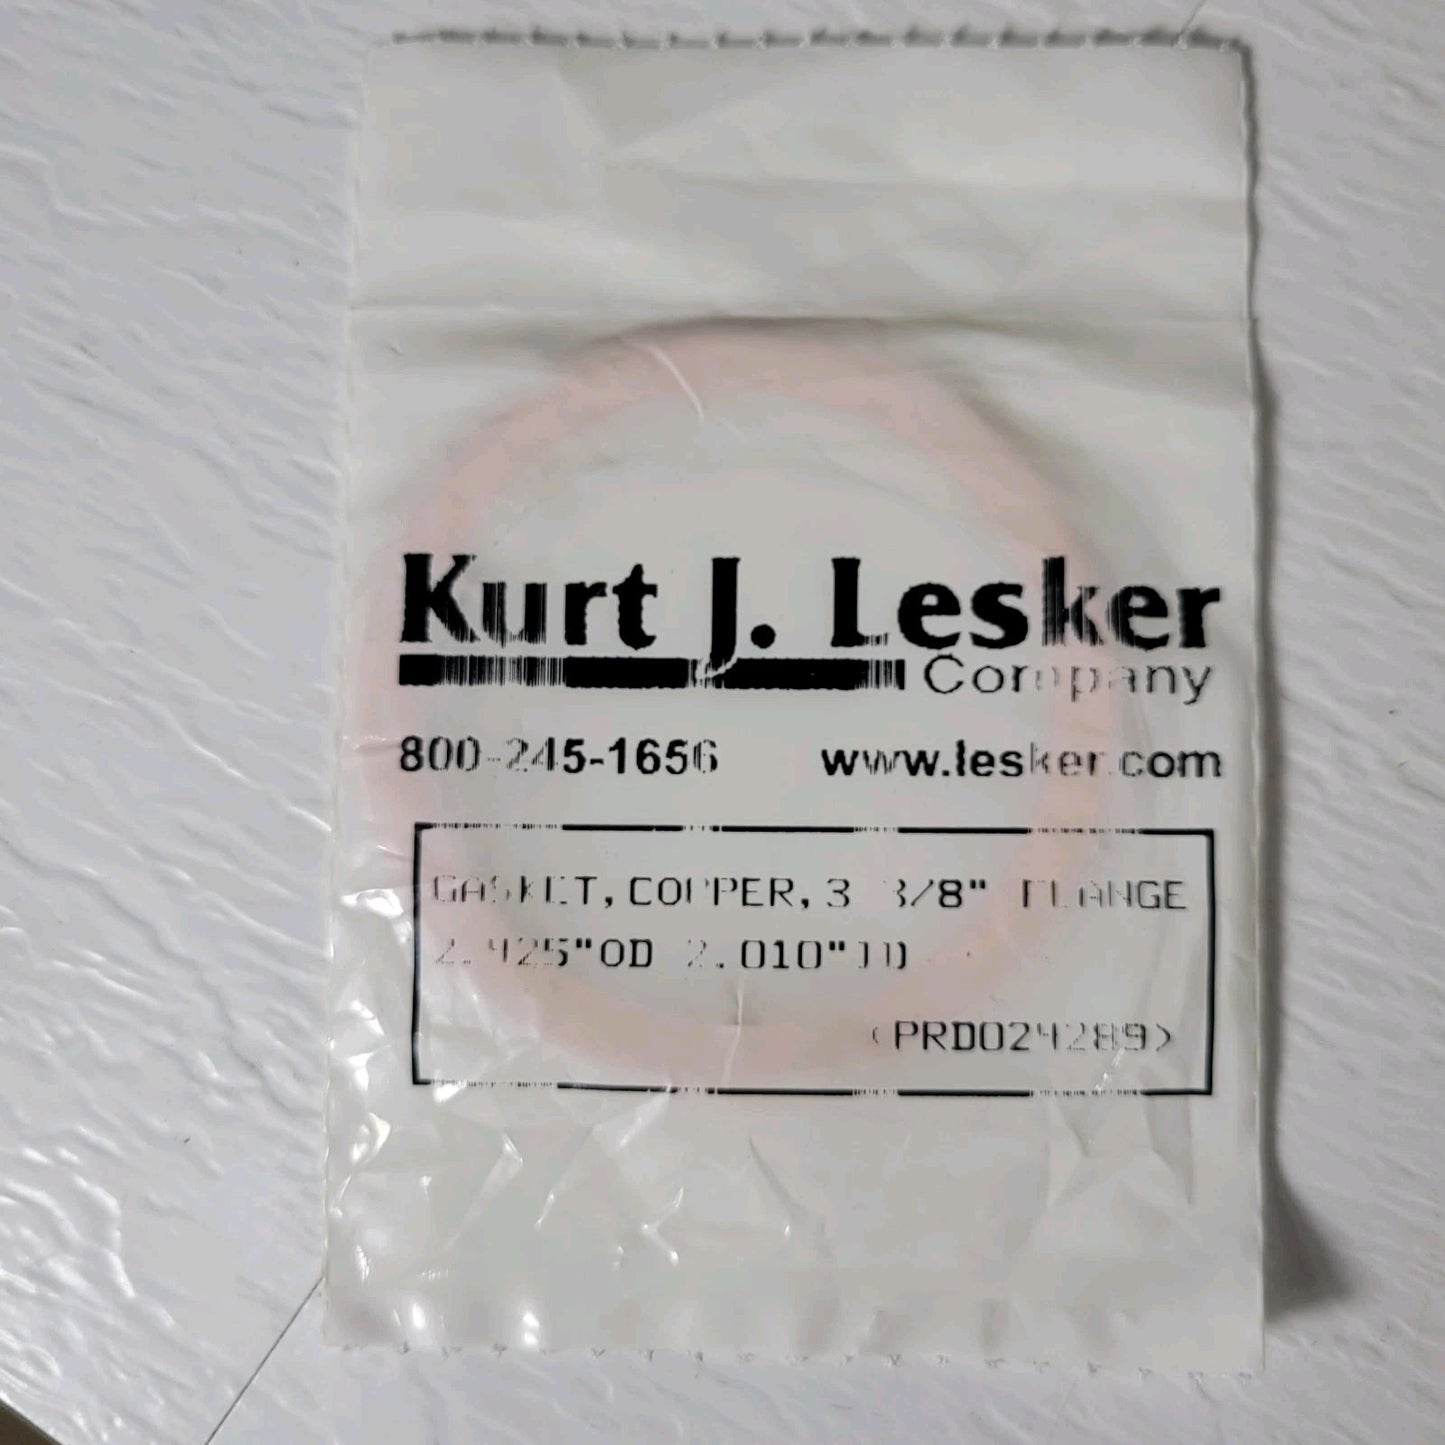 Kurt J. Lesker
Company
800-245-1656 www.lesker.com
GASKET,COPPER,3 3/8" FLANGE
2.425"OD 2.010"ID
(PRD024289)